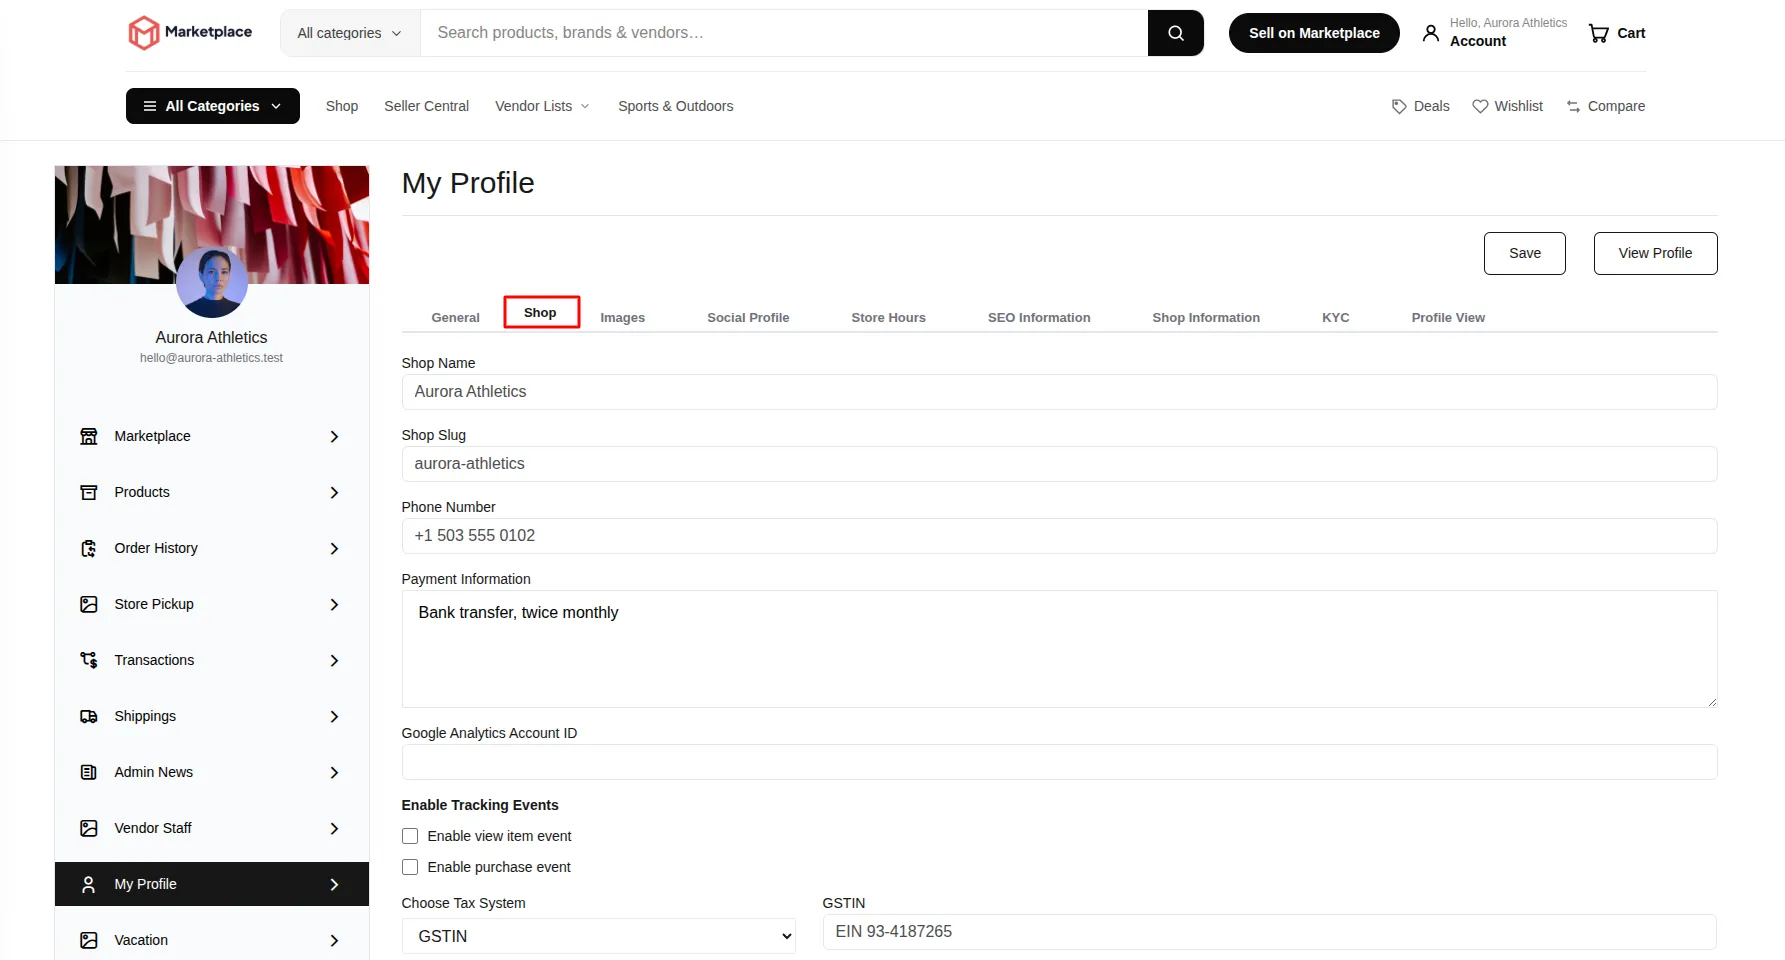 Marketplace
All categories
Search products, brands & vendors…
Sell on Marketplace
Hello, Aurora Athletics
Account
Cart
All Categories
Shop
Seller Central
Vendor Lists
Sports & Outdoors
Deals
Wishlist
Compare
Aurora Athletics
hello@aurora-athletics.test
Marketplace
Products
Order History
Store Pickup
Transactions
Shippings
Admin News
Vendor Staff
My Profile
Vacation
My Profile
Save
View Profile
General
Shop
Images
Social Profile
Store Hours
SEO Information
Shop Information
KYC
Profile View
Shop Name
Aurora Athletics
Shop Slug
aurora-athletics
Phone Number
+1 503 555 0102
Payment Information
Bank transfer, twice monthly
Google Analytics Account ID
Enable Tracking Events
Enable view item event
Enable purchase event
Choose Tax System
GSTIN
GSTIN
EIN 93-4187265